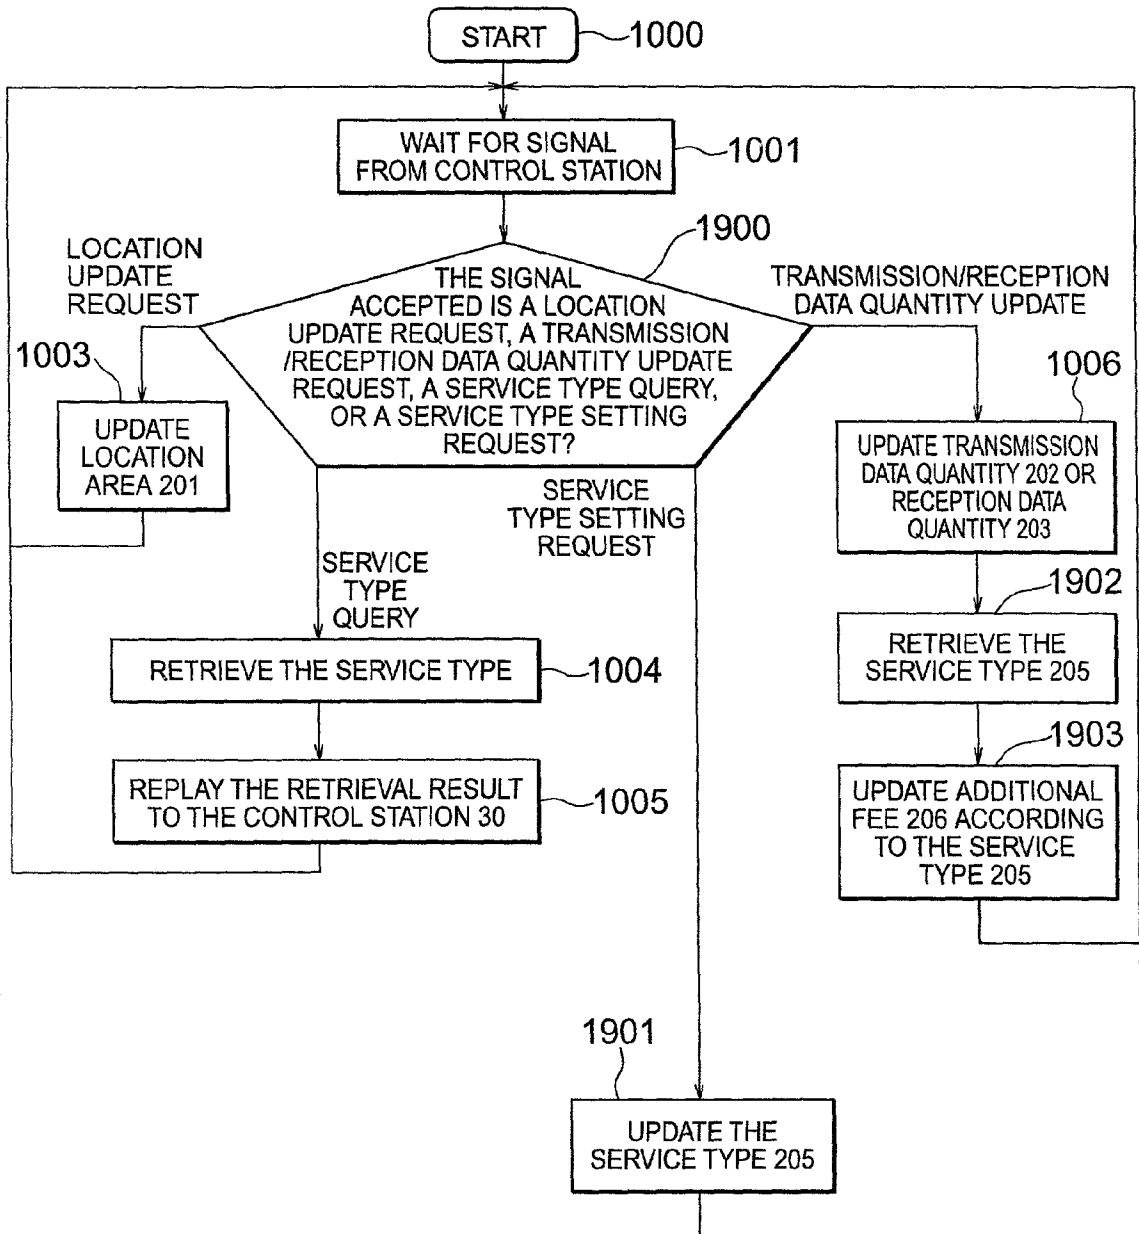 START
1000
WAIT FOR SIGNAL
FROM CONTROL STATION
1001
1900
LOCATION
UPDATE
REQUEST
THE SIGNAL
ACCEPTED IS A LOCATION
UPDATE REQUEST, A TRANSMISSION
/RECEPTION DATA QUANTITY UPDATE
REQUEST, A SERVICE TYPE QUERY,
OR A SERVICE TYPE SETTING
REQUEST?
TRANSMISSION/RECEPTION
DATA QUANTITY UPDATE
1003
UPDATE
LOCATION
AREA 201
1006
UPDATE TRANSMISSION
DATA QUANTITY 202 OR
RECEPTION DATA
QUANTITY 203
SERVICE
TYPE SETTING
REQUEST
SERVICE
TYPE
QUERY
1902
RETRIEVE THE
SERVICE TYPE 205
RETRIEVE THE SERVICE TYPE
1004
1903
UPDATE ADDITIONAL
FEE 206 ACCORDING
TO THE SERVICE
TYPE 205
REPLAY THE RETRIEVAL RESULT
TO THE CONTROL STATION 30
1005
1901
UPDATE THE
SERVICE TYPE 205